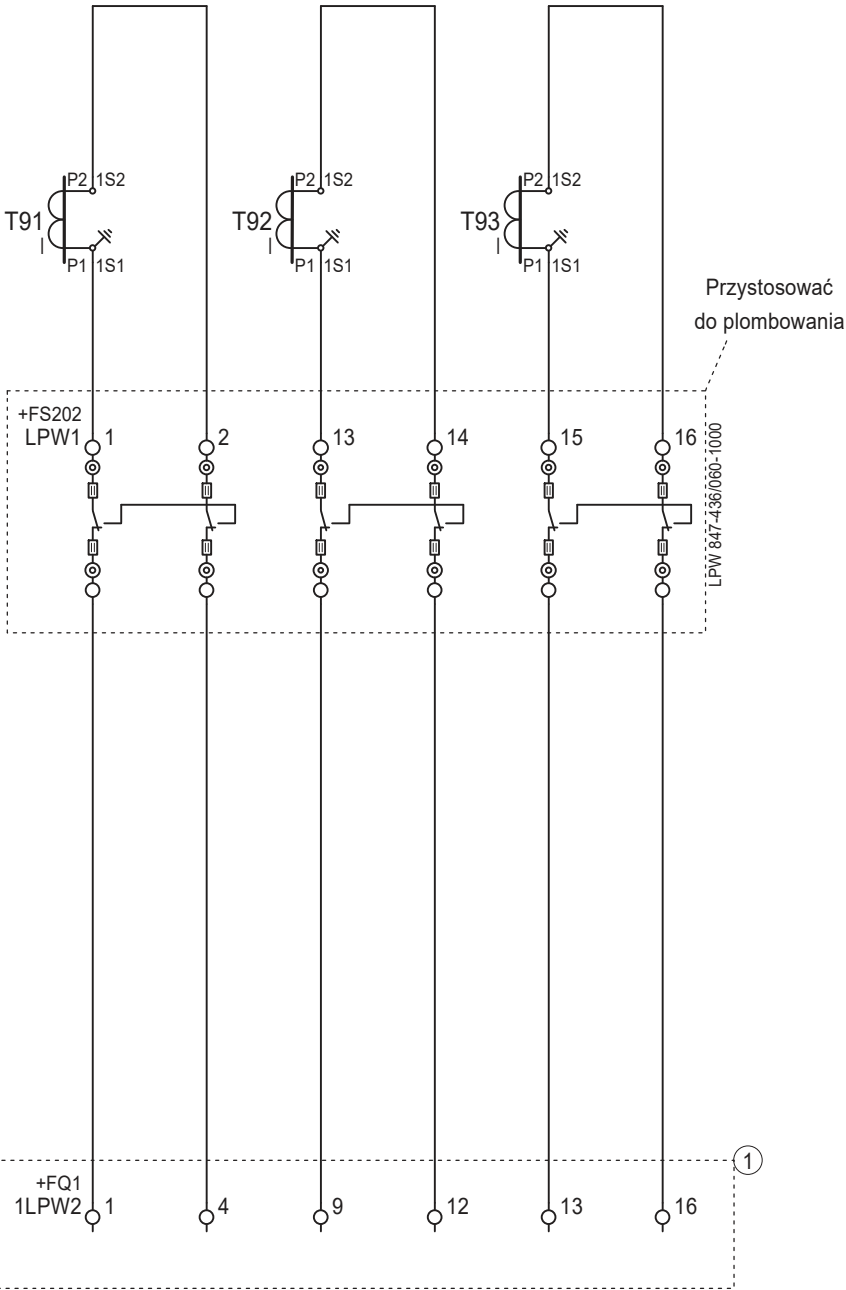 P2 1S2
P2 1S2
P2 1S2
T91
T92
T93
I
I
I
P1 1S1
P1 1S1
P1 1S1
Przystosować
do plombowania
+FS202
LPW1 1 2 13 14 15 16
LPW 847-436/060-1000
1
+FQ1
1LPW2 1 4 9 12 13 16